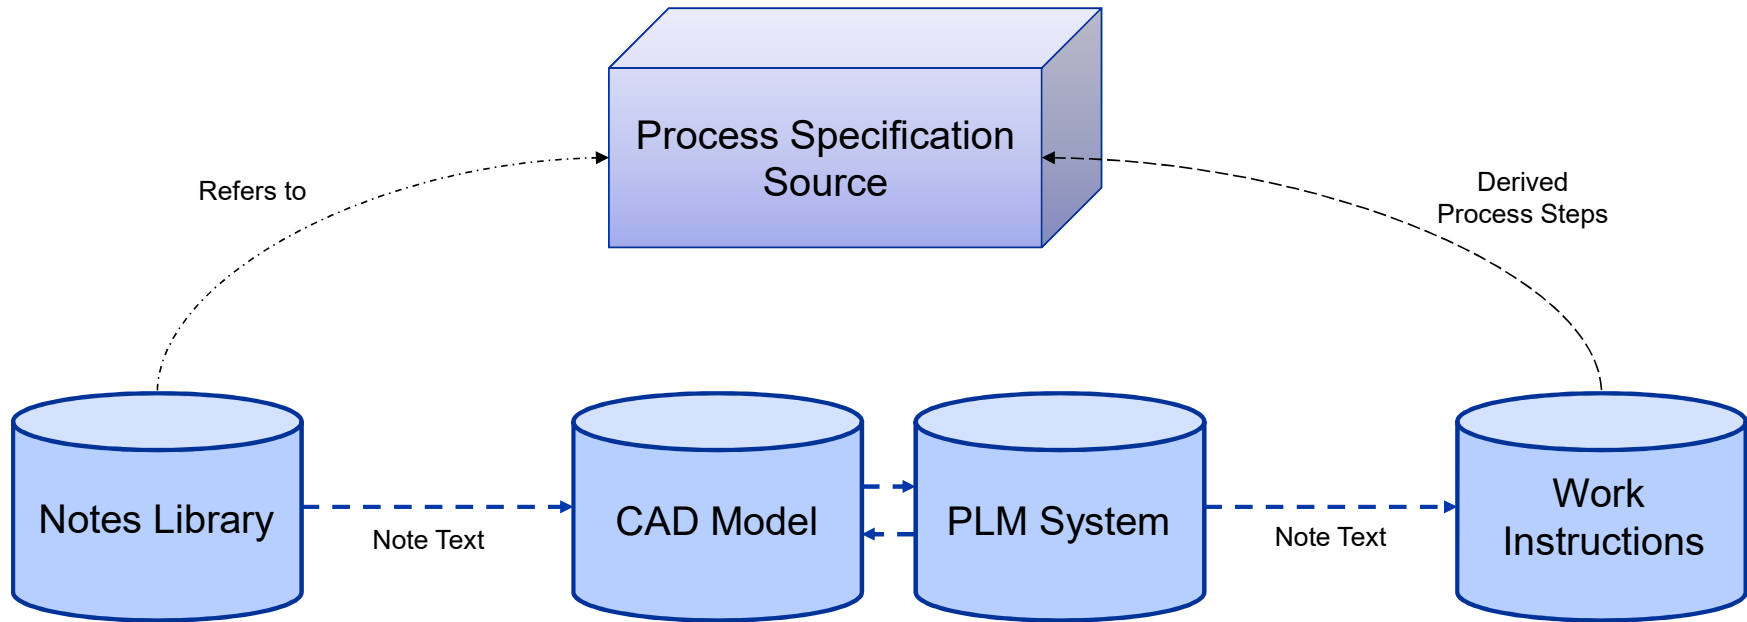 Process Specification
Source
Refers to
Derived
Process Steps
Notes Library
Note Text
CAD Model
PLM System
Note Text
Work
Instructions